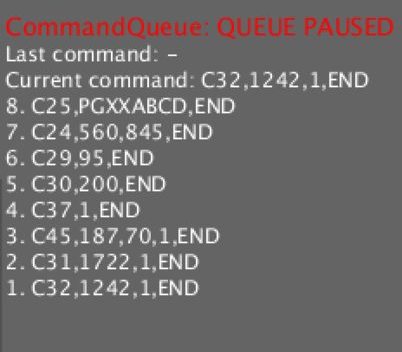 CommandQueue: QUEUE PAUSED
Last command: -
Current command: C32,1242,1,END
8. C25,PGXXABCD,END
7. C24,560,845,END
6. C29,95,END
5. C30,200,END
4. C37,1,END
3. C45,187,70,1,END
2. C31,1722,1,END
1. C32,1242,1,END